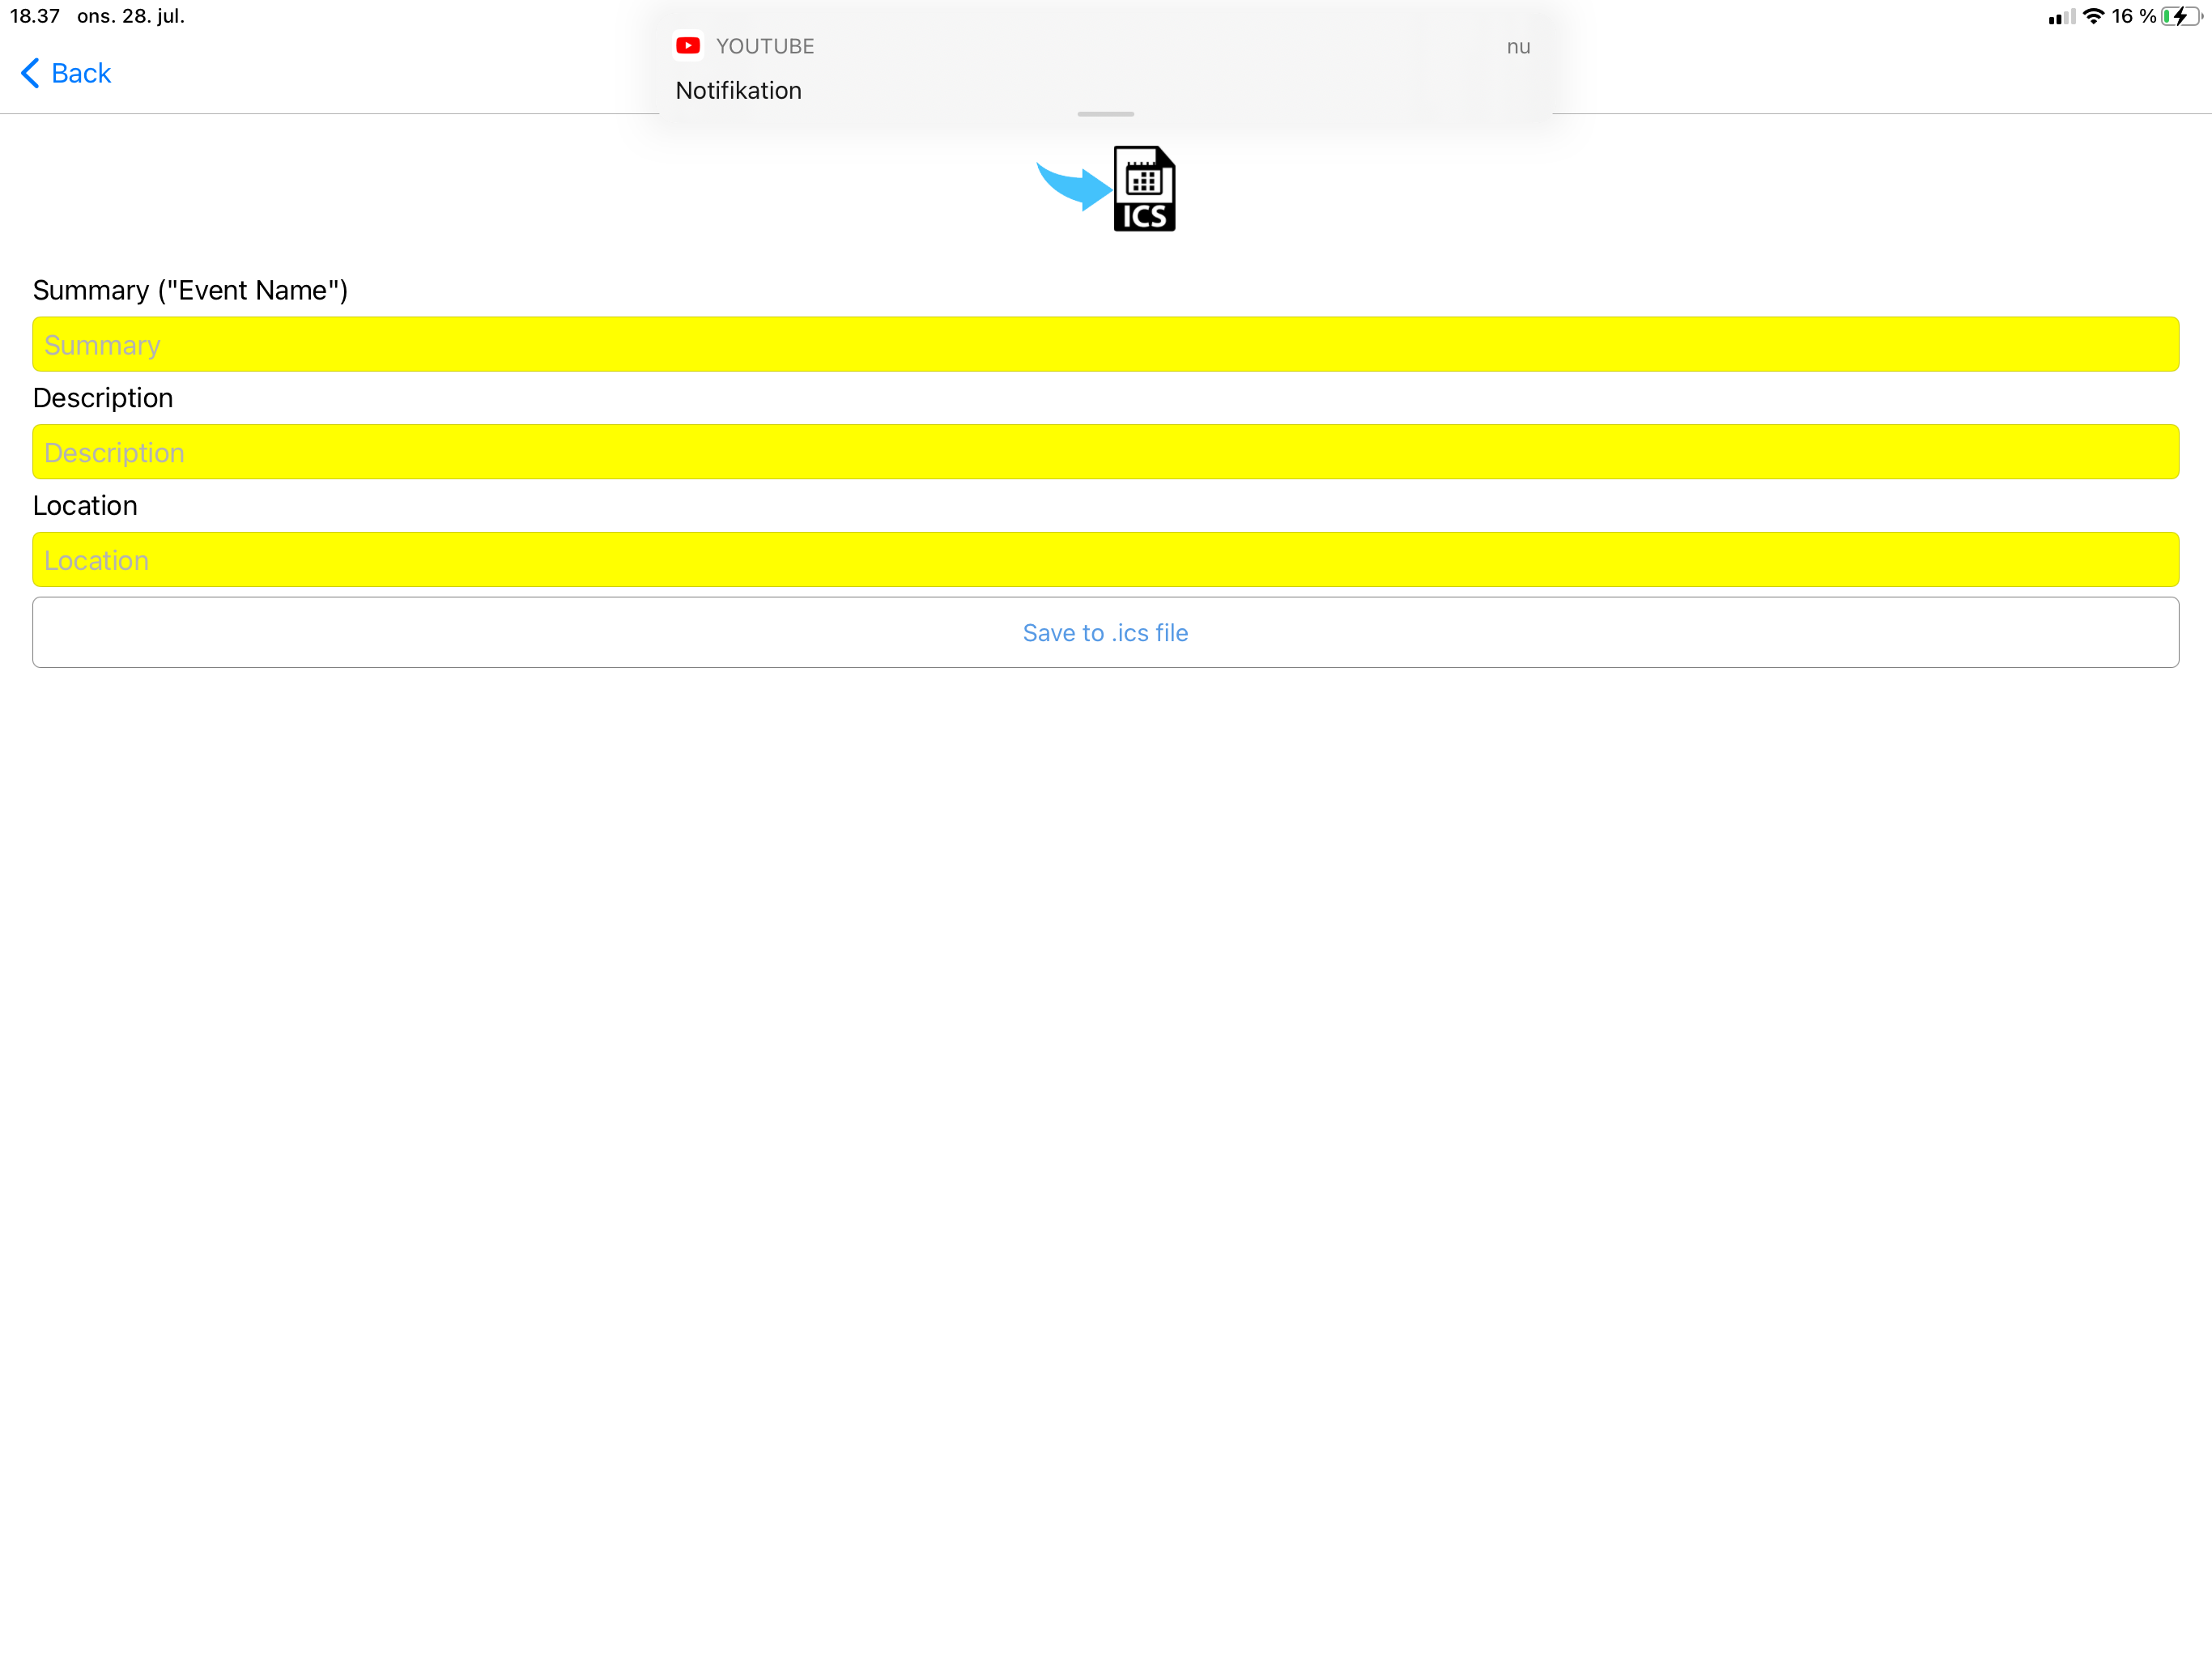 18.37 ons. 28. jul.
16 %
Back
YOUTUBE
nu
Notifikation
ICS
Summary ("Event Name")
Summary
Description
Description
Location
Location
Save to .ics file